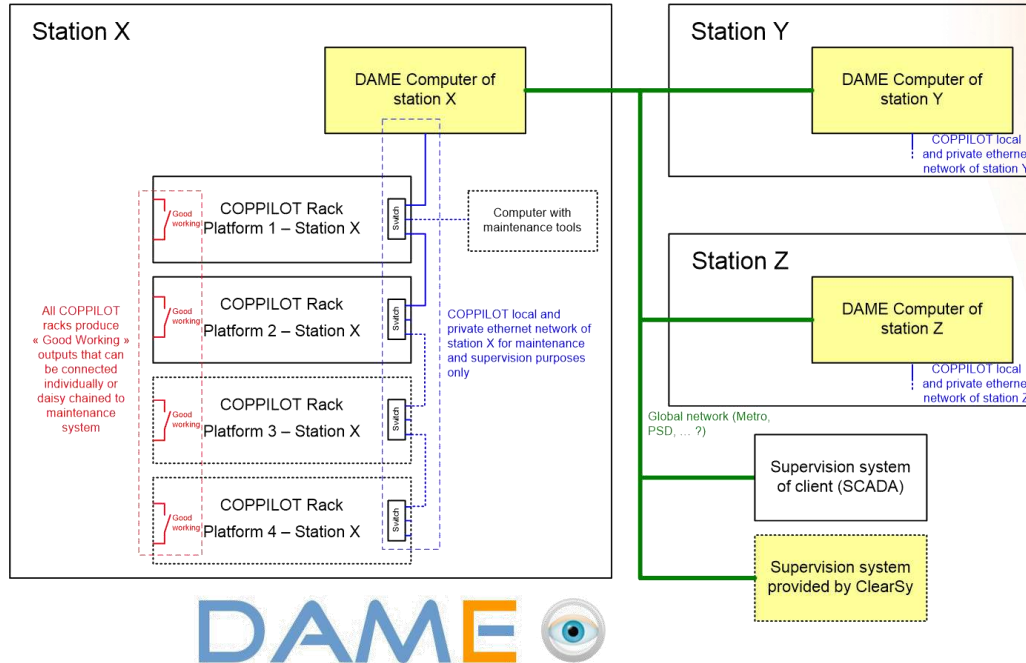 Station X
DAME Computer of
station X
COPPILOT Rack
Platform 1 – Station X
Good
working
Switch
Computer with
maintenance tools
COPPILOT Rack
Platform 2 – Station X
Good
working
Switch
All COPPILOT
racks produce
« Good Working »
outputs that can
be connected
individually or
daisy chained to
maintenance
system
COPPILOT local and
private ethernet network of
station X for maintenance
and supervision purposes
only
COPPILOT Rack
Platform 3 – Station X
Good
working
Switch
COPPILOT Rack
Platform 4 – Station X
Good
working
Switch
Station Y
DAME Computer of
station Y
COPPILOT local
and private ethernet
network of station Y
Station Z
DAME Computer of
station Z
COPPILOT local
and private ethernet
network of station Z
Global network (Metro,
PSD, ... ?)
Supervision system
of client (SCADA)
Supervision system
provided by ClearSy
DAME